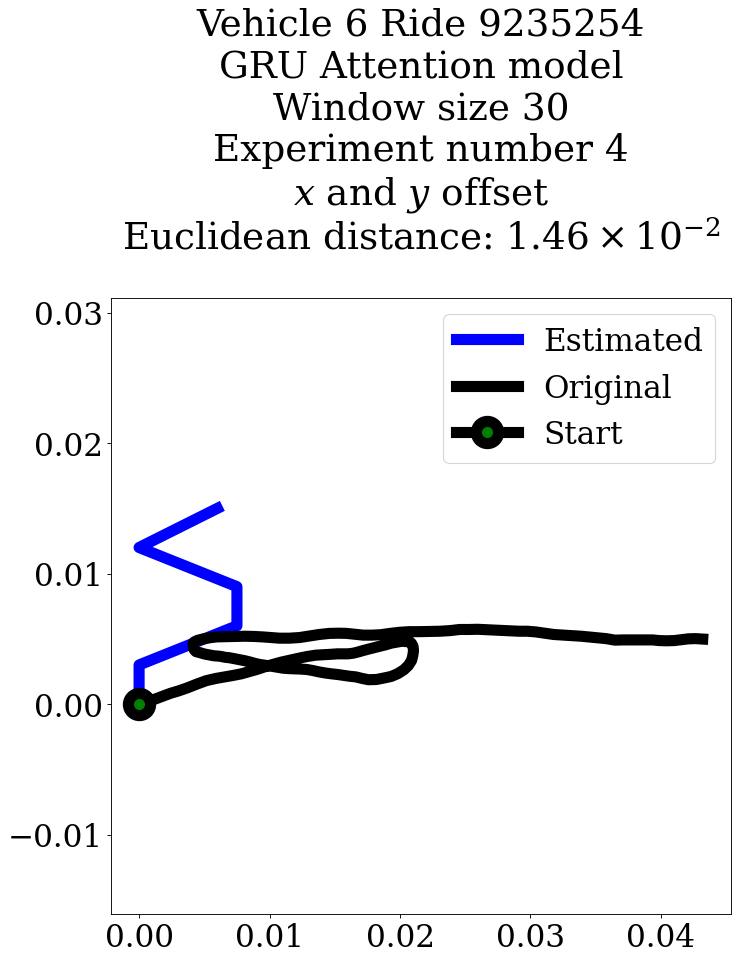 Vehicle 6 Ride 9235254
GRU Attention model
Window size 30
Experiment number 4
x and y offset
Euclidean distance: 1.46 × 10⁻²
0.03
0.02
0.01
0.00
−0.01
Estimated
Original
Start
0.00 0.01 0.02 0.03 0.04